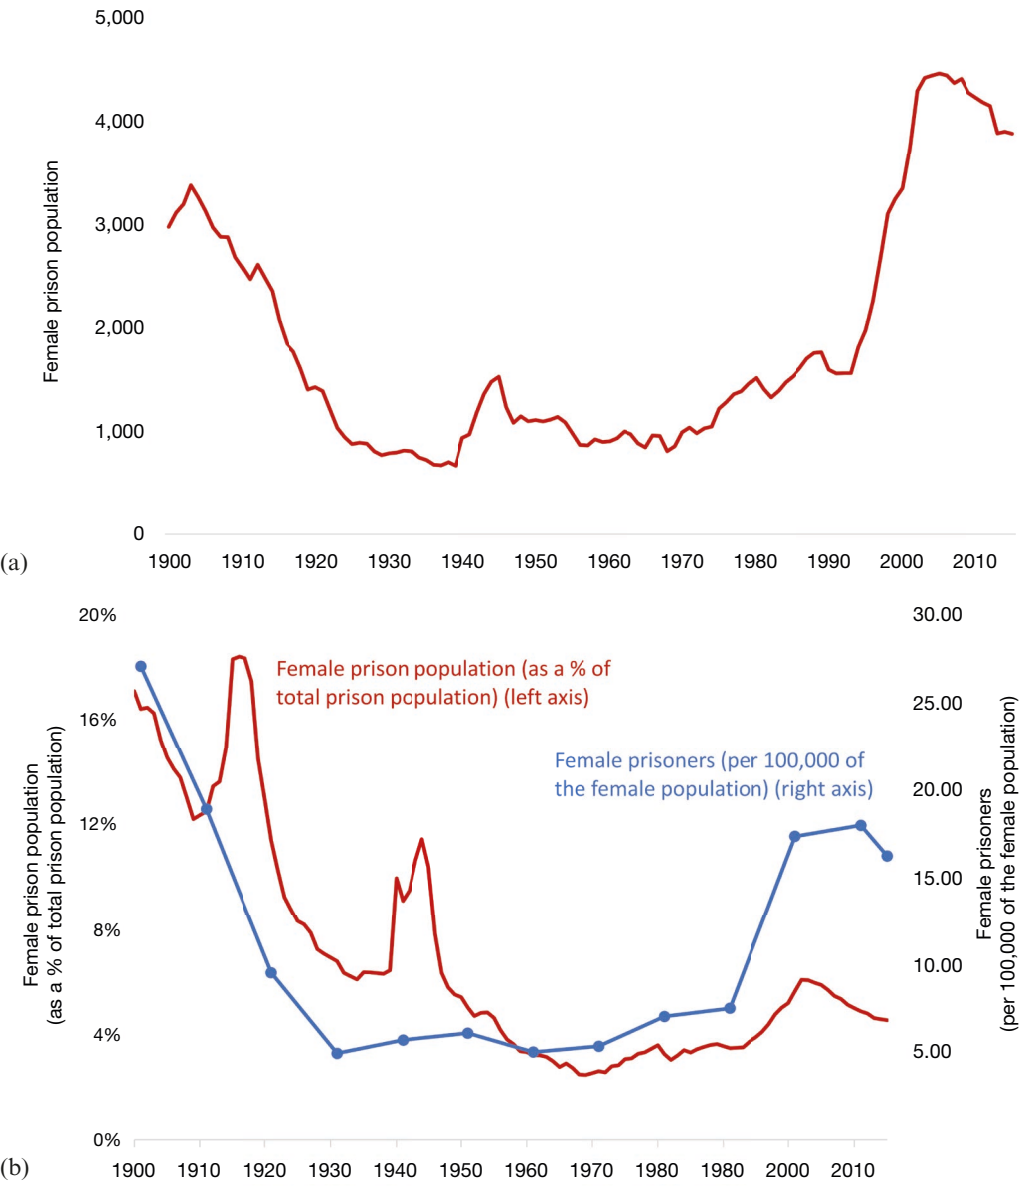 5,000
4,000
3,000
2,000
1,000
0
Female prison population
1900 1910 1920 1930 1940 1950 1960 1970 1980 1990 2000 2010
(a)
20%
16%
12%
8%
4%
0%
Female prison population
(as a % of total prison population)
Female prison population (as a % of
total prison population) (left axis)
Female prisoners (per 100,000 of
the female population) (right axis)
30.00
25.00
20.00
15.00
10.00
5.00
Female prisoners
(per 100,000 of the female population)
1900 1910 1920 1930 1940 1950 1960 1970 1980 1980 2000 2010
(b)